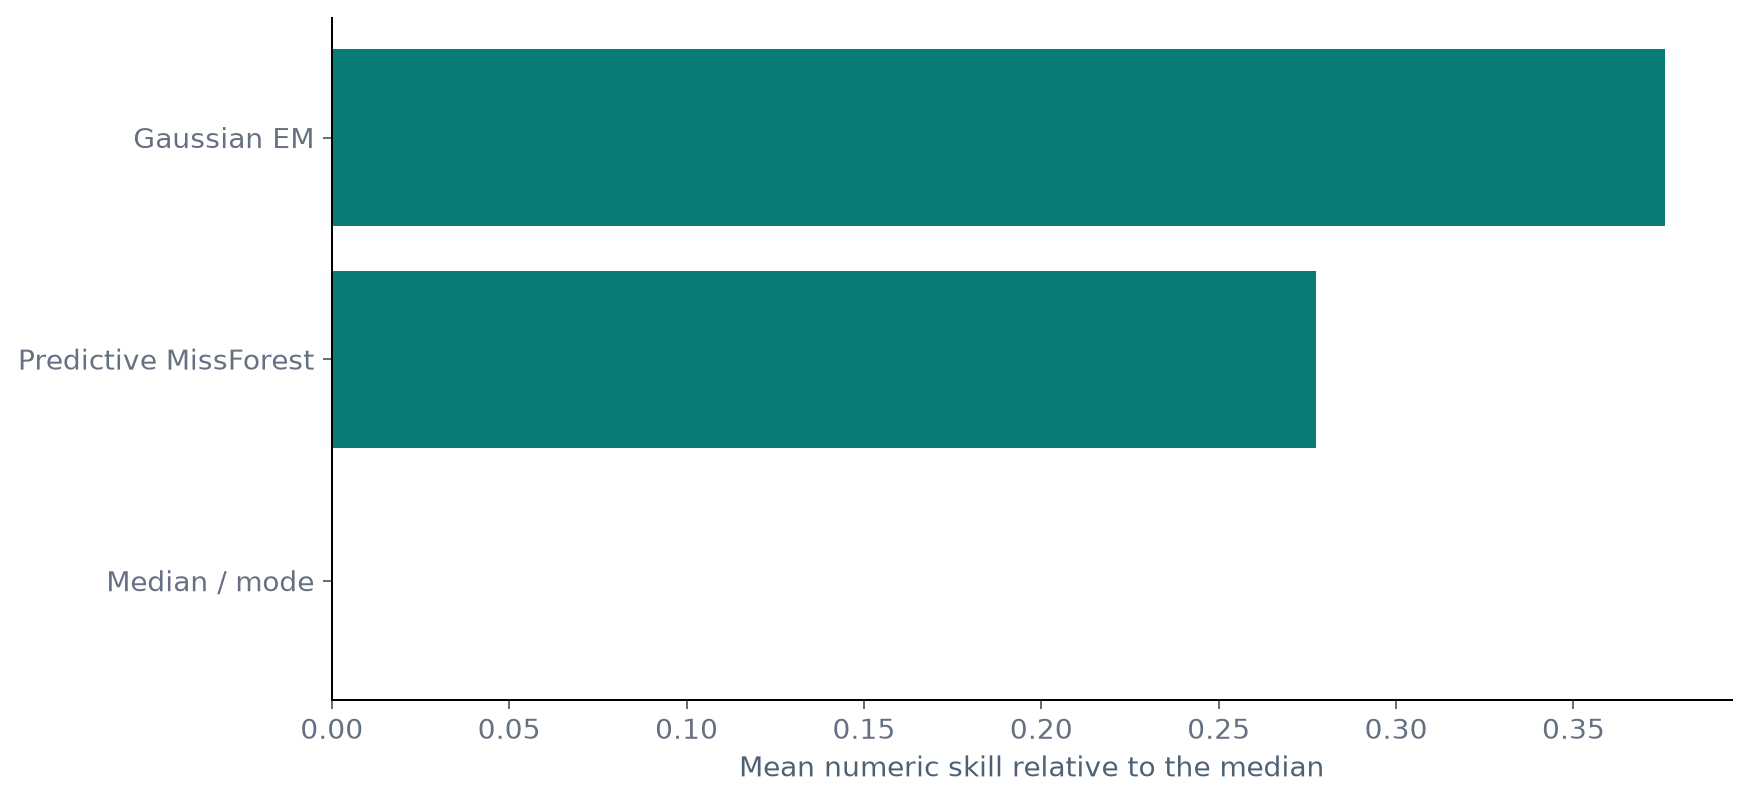 Gaussian EM
Predictive MissForest
Median / mode
0.00 0.05 0.10 0.15 0.20 0.25 0.30 0.35
Mean numeric skill relative to the median